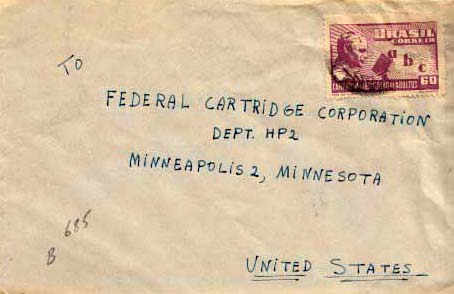 BRASIL
CORREIO
a b c
60
TO
FEDERAL CARTRIDGE CORPORATION
DEPT. HP2
MINNEAPOLIS 2, MINNESOTA
685
B
UNITED STATES